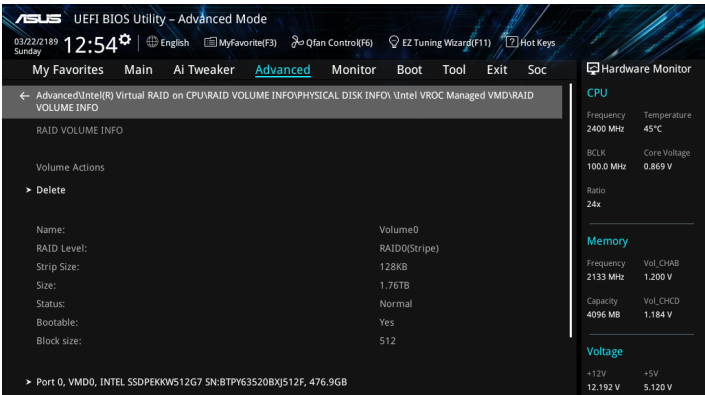 ASUS UEFI BIOS Utility – Advanced Mode
03/22/2189 Sunday 12:54 English MyFavorite(F3) Qfan Control(F6) EZ Tuning Wizard(F11) ? Hot Keys
My Favorites Main Ai Tweaker Advanced Monitor Boot Tool Exit Soc
← Advanced\Intel(R) Virtual RAID on CPU\RAID VOLUME INFO\PHYSICAL DISK INFO\ \Intel VROC Managed VMD\RAID
VOLUME INFO
RAID VOLUME INFO
Volume Actions
> Delete
Name: Volume0
RAID Level: RAID0(Stripe)
Strip Size: 128KB
Size: 1.76TB
Status: Normal
Bootable: Yes
Block size: 512
> Port 0, VMD0, INTEL SSDPEKKW512G7 SN:BTPY63520BXJ512F, 476.9GB
Hardware Monitor
CPU
Frequency Temperature
2400 MHz 45°C
BCLK Core Voltage
100.0 MHz 0.869 V
Ratio
24x
Memory
Frequency Vol_CHAB
2133 MHz 1.200 V
Capacity Vol_CHCD
4096 MB 1.184 V
Voltage
+12V +5V
12.192 V 5.120 V